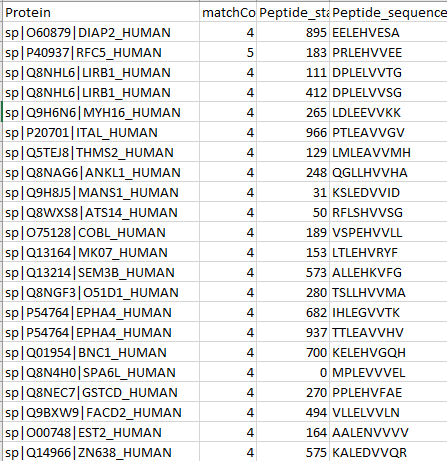 Protein matchCo Peptide_sta Peptide_sequence
sp|O60879|DIAP2_HUMAN 4 895 EELEHVESA
sp|P40937|RFC5_HUMAN 5 183 PRLEHVVEE
sp|Q8NHL6|LIRB1_HUMAN 4 111 DPLELVVTG
sp|Q8NHL6|LIRB1_HUMAN 4 412 DPLELVVSG
sp|Q9H6N6|MYH16_HUMAN 4 265 LDLEEVVKK
sp|P20701|ITAL_HUMAN 4 966 PTLEAVVGV
sp|Q5TEJ8|THMS2_HUMAN 4 129 LMLEAVVMH
sp|Q8NAG6|ANKL1_HUMAN 4 248 QGLLHVVHA
sp|Q9H8J5|MANS1_HUMAN 4 31 KSLEDVVID
sp|Q8WXS8|ATS14_HUMAN 4 50 RFLSHVVSG
sp|O75128|COBL_HUMAN 4 189 VSPEHVVLL
sp|Q13164|MK07_HUMAN 4 153 LTLEHVRYF
sp|Q13214|SEM3B_HUMAN 4 573 ALLEHKVFG
sp|Q8NGF3|O51D1_HUMAN 4 280 TSLLHVVMA
sp|P54764|EPHA4_HUMAN 4 682 IHLEGVVTK
sp|P54764|EPHA4_HUMAN 4 937 TTLEAVVHV
sp|Q01954|BNC1_HUMAN 4 700 KELEHVGQH
sp|Q8N4H0|SPA6L_HUMAN 4 0 MPLEVVVEL
sp|Q8NEC7|GSTCD_HUMAN 4 270 PPLEHVFAE
sp|Q9BXW9|FACD2_HUMAN 4 494 VLLELVVLN
sp|O00748|EST2_HUMAN 4 164 AALENVVVV
sp|Q14966|ZN638_HUMAN 4 575 KALEDVVQR